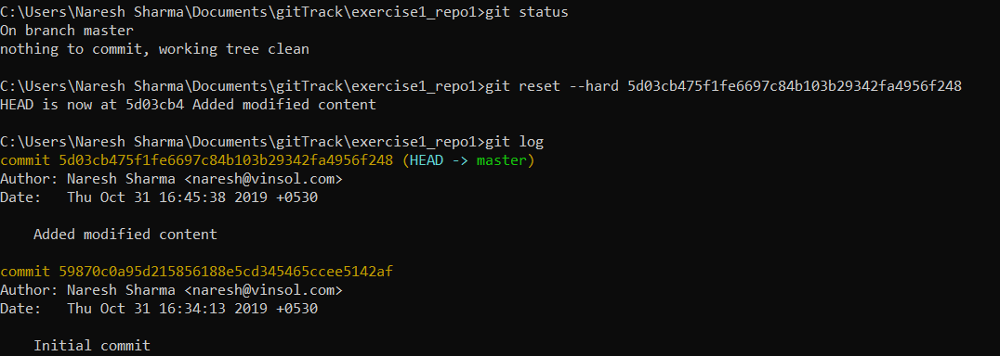 C:\Users\Naresh Sharma\Documents\gitTrack\exercise1_repo1>git status
On branch master
nothing to commit, working tree clean
C:\Users\Naresh Sharma\Documents\gitTrack\exercise1_repo1>git reset --hard 5d03cb475f1fe6697c84b103b29342fa4956f248
HEAD is now at 5d03cb4 Added modified content
C:\Users\Naresh Sharma\Documents\gitTrack\exercise1_repo1>git log
commit 5d03cb475f1fe6697c84b103b29342fa4956f248 (HEAD -> master)
Author: Naresh Sharma <naresh@vinsol.com>
Date:   Thu Oct 31 16:45:38 2019 +0530
    Added modified content
commit 59870c0a95d215856188e5cd345465ccee5142af
Author: Naresh Sharma <naresh@vinsol.com>
Date:   Thu Oct 31 16:34:13 2019 +0530
    Initial commit